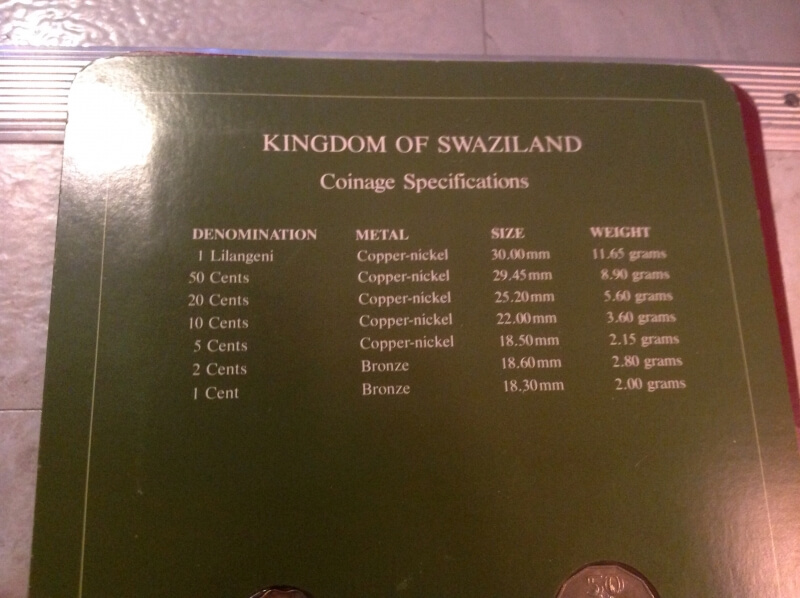 KINGDOM OF SWAZILAND
Coinage Specifications
DENOMINATION METAL SIZE WEIGHT
1 Lilangeni Copper-nickel 30.00mm 11.65 grams
50 Cents Copper-nickel 29.45mm 8.90 grams
20 Cents Copper-nickel 25.20mm 5.60 grams
10 Cents Copper-nickel 22.00mm 3.60 grams
5 Cents Copper-nickel 18.50mm 2.15 grams
2 Cents Bronze 18.60mm 2.80 grams
1 Cent Bronze 18.30mm 2.00 grams
50